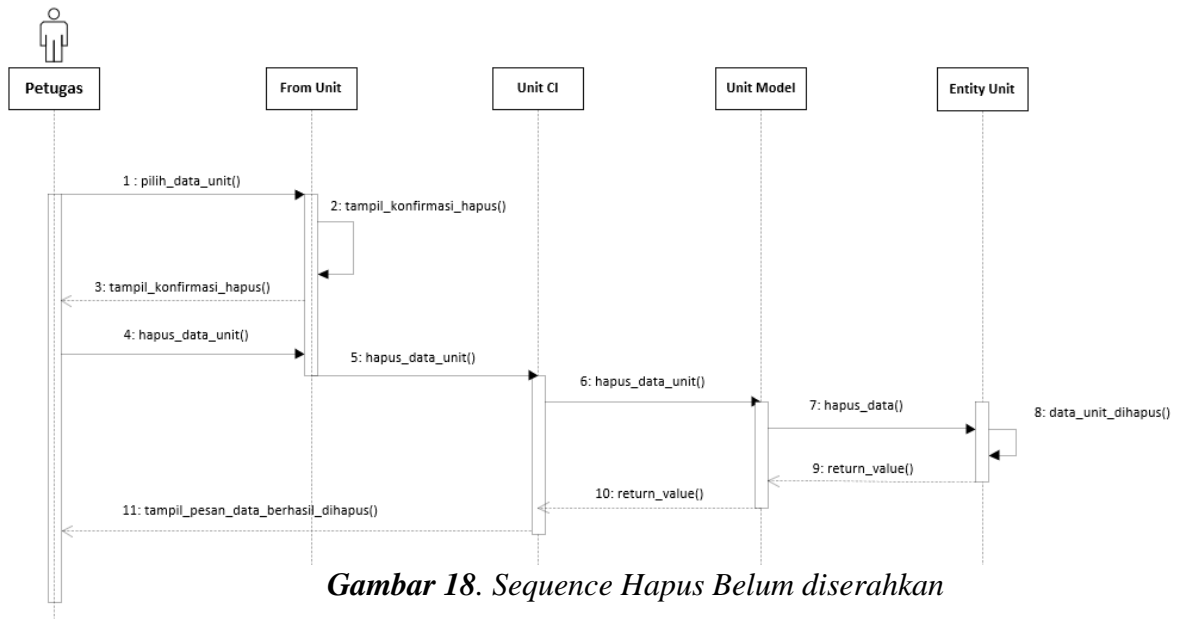 Petugas
From Unit
Unit CI
Unit Model
Entity Unit
1 : pilih_data_unit()
2: tampil_konfirmasi_hapus()
3: tampil_konfirmasi_hapus()
4: hapus_data_unit()
5: hapus_data_unit()
6: hapus_data_unit()
7: hapus_data()
8: data_unit_dihapus()
9: return_value()
10: return_value()
11: tampil_pesan_data_berhasil_dihapus()
Gambar 18. Sequence Hapus Belum diserahkan